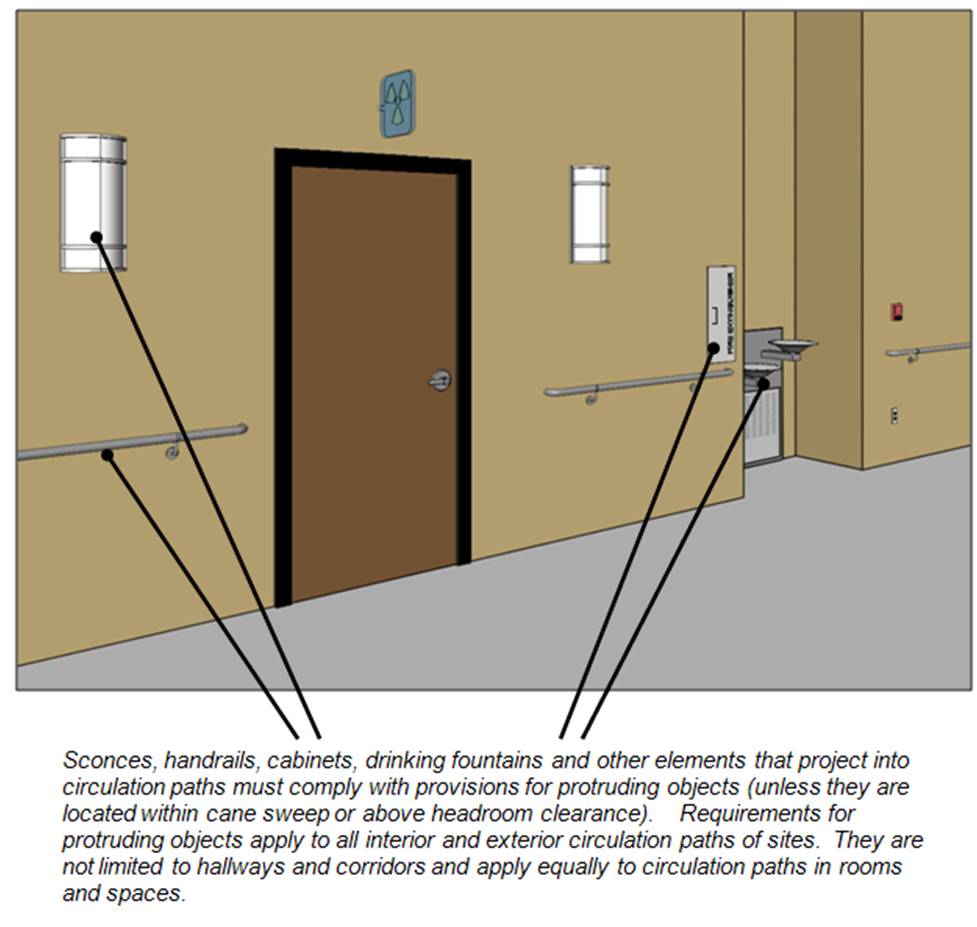 FIRE EXTINGUISHER
Sconces, handrails, cabinets, drinking fountains and other elements that project into
circulation paths must comply with provisions for protruding objects (unless they are
located within cane sweep or above headroom clearance).    Requirements for
protruding objects apply to all interior and exterior circulation paths of sites.  They are
not limited to hallways and corridors and apply equally to circulation paths in rooms
and spaces.